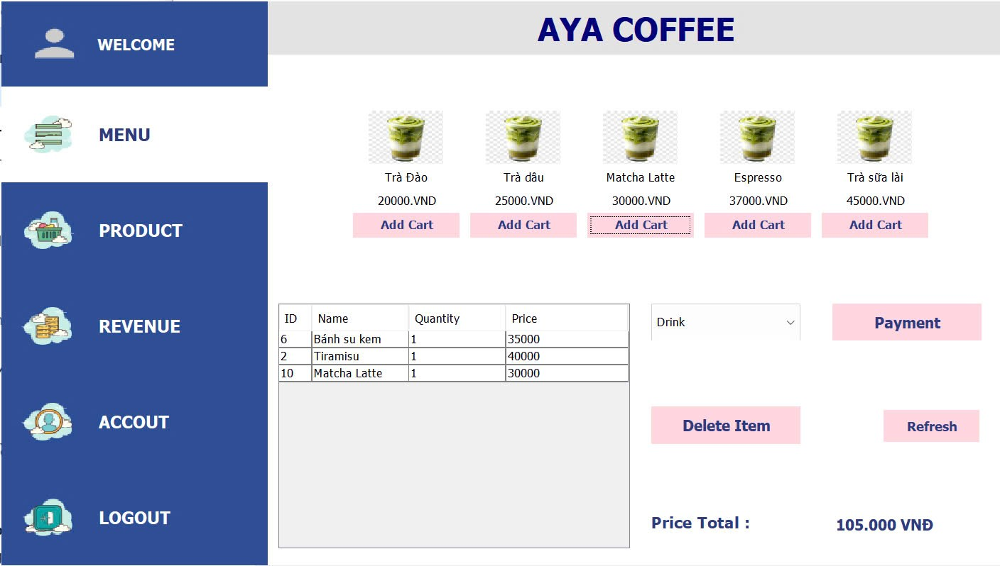 WELCOME
MENU
PRODUCT
REVENUE
ACCOUT
LOGOUT
AYA COFFEE
Trà Đào Trà dâu Matcha Latte Espresso Trà sữa lài
20000.VND 25000.VND 30000.VND 37000.VND 45000.VND
Add Cart Add Cart Add Cart Add Cart Add Cart
ID Name Quantity Price
6 Bánh su kem 1 35000
2 Tiramisu 1 40000
10 Matcha Latte 1 30000
Drink
Payment
Delete Item
Refresh
Price Total : 105.000 VNĐ